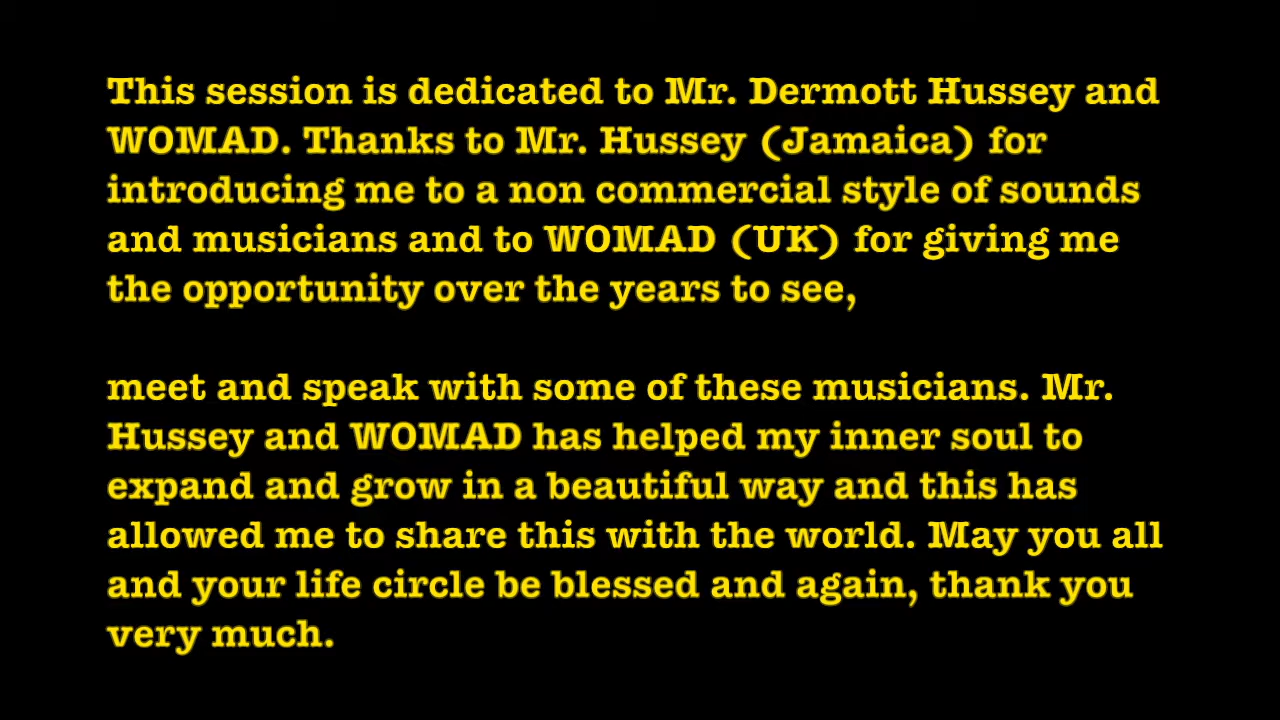 This session is dedicated to Mr. Dermott Hussey and
WOMAD. Thanks to Mr. Hussey (Jamaica) for
introducing me to a non commercial style of sounds
and musicians and to WOMAD (UK) for giving me
the opportunity over the years to see,
meet and speak with some of these musicians. Mr.
Hussey and WOMAD has helped my inner soul to
expand and grow in a beautiful way and this has
allowed me to share this with the world. May you all
and your life circle be blessed and again, thank you
very much.